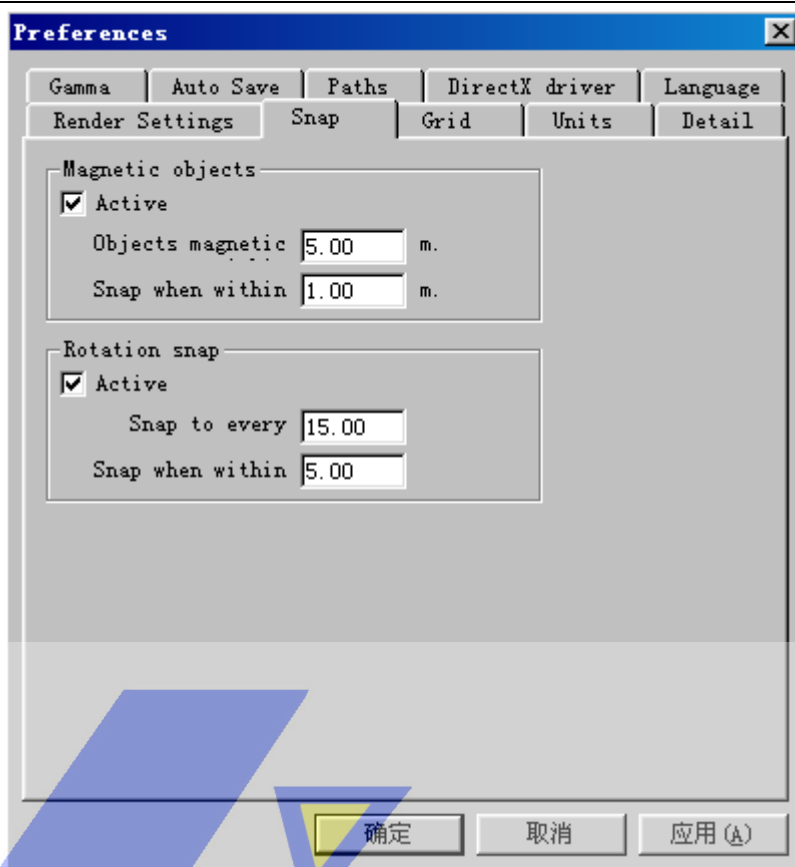 Preferences
Gamma Auto Save Paths DirectX driver Language
Render Settings Snap Grid Units Detail
Magnetic objects
Active
Objects magnetic 5.00 m.
Snap when within 1.00 m.
Rotation snap
Active
Snap to every 15.00
Snap when within 5.00
确定 取消 应用(A)